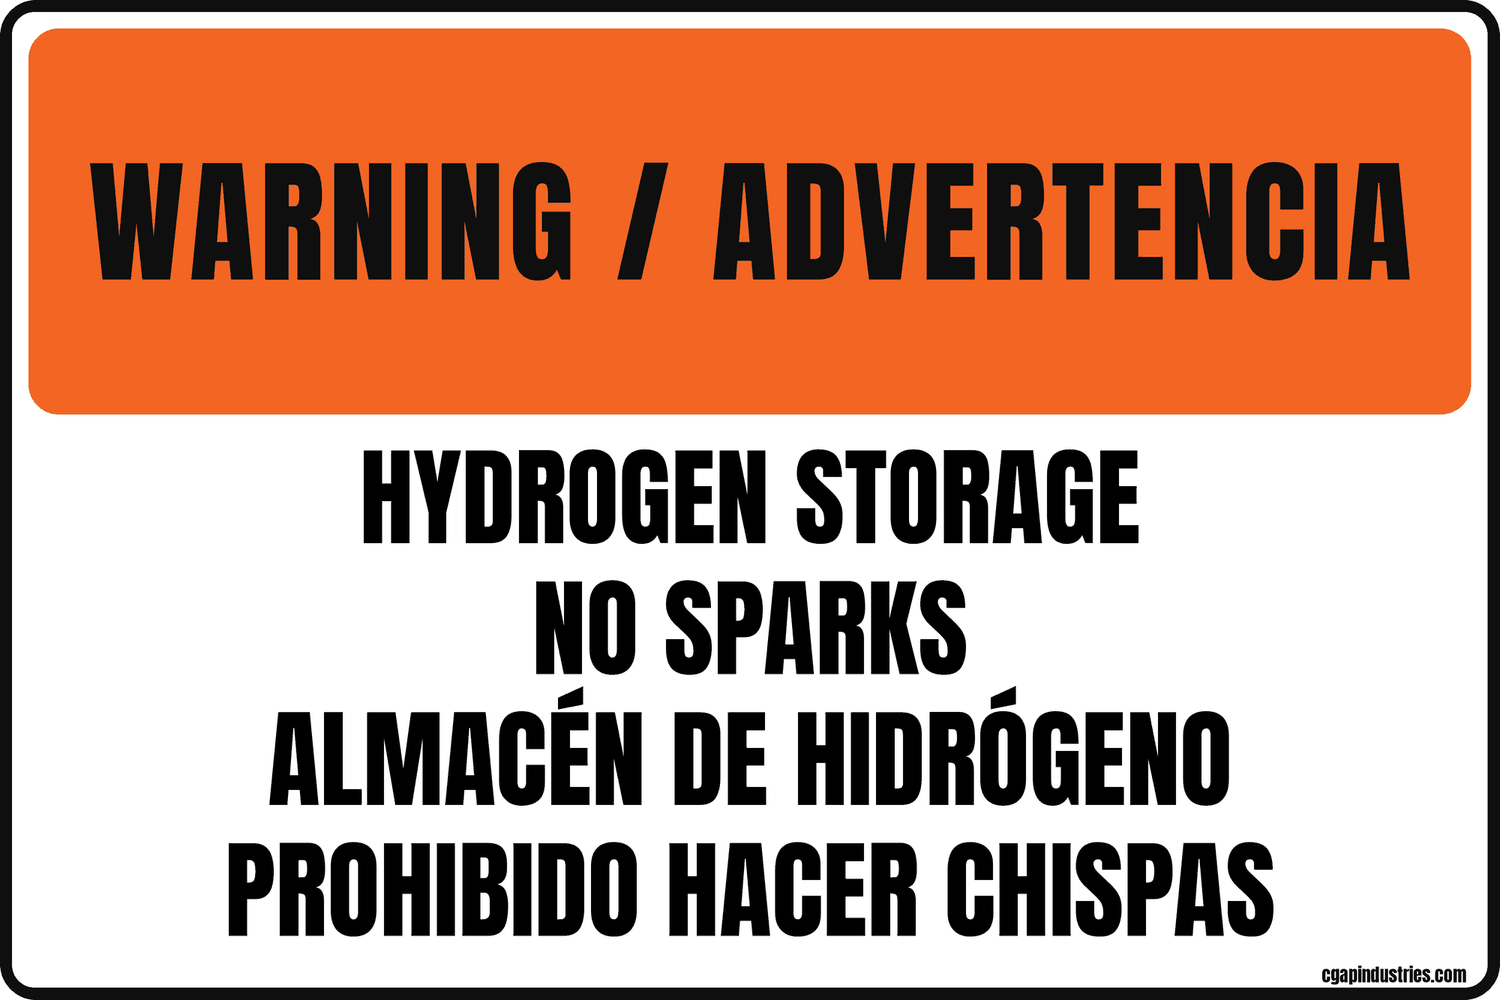 WARNING / ADVERTENCIA
HYDROGEN STORAGE
NO SPARKS
ALMACÉN DE HIDRÓGENO
PROHIBIDO HACER CHISPAS
cgapindustries.com